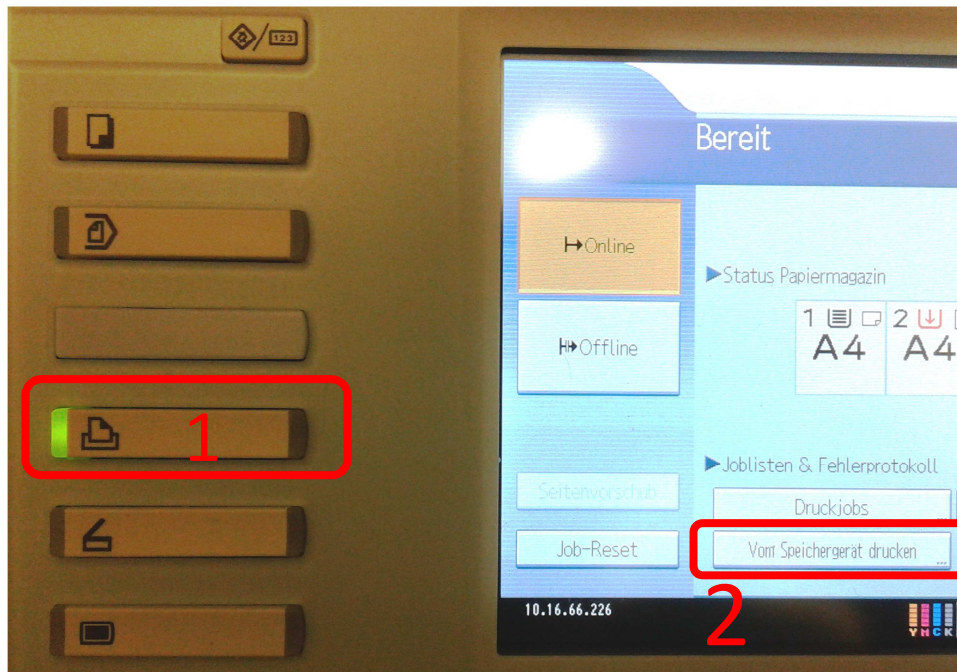 123
Bereit
Online
Status Papiermagazin
1 2
A4 A4
Offline
1
Joblisten & Fehlerprotokoll
Seitenvorschub
Druckjobs
Job-Reset
Vom Speichergerät drucken
...
10.16.66.226
2
Y M C K